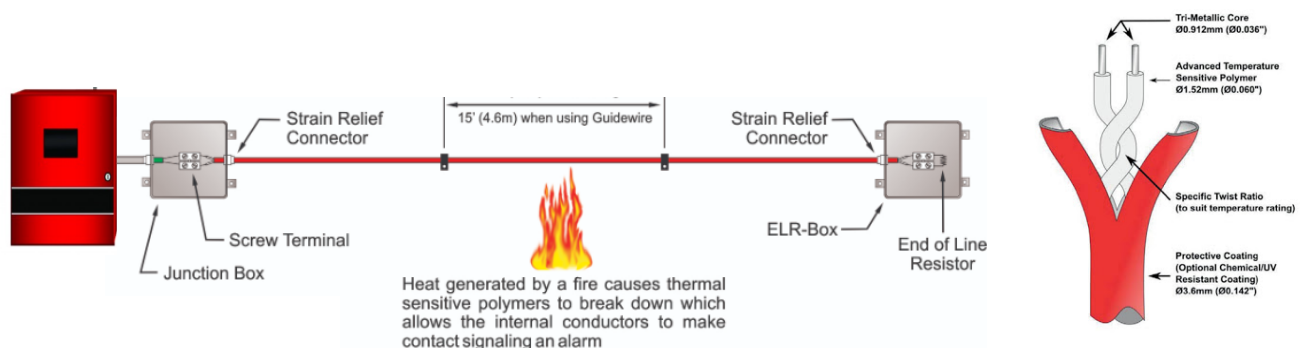 15' (4.6m) when using Guidewire
Strain Relief
Connector
Strain Relief
Connector
Screw Terminal
Junction Box
ELR-Box
End of Line
Resistor
Heat generated by a fire causes thermal
sensitive polymers to break down which
allows the internal conductors to make
contact signaling an alarm
Tri-Metallic Core
Ø0.912mm (Ø0.036")
Advanced Temperature
Sensitive Polymer
Ø1.52mm (Ø0.060")
Specific Twist Ratio
(to suit temperature rating)
Protective Coating
(Optional Chemical/UV
Resistant Coating)
Ø3.6mm (Ø0.142")